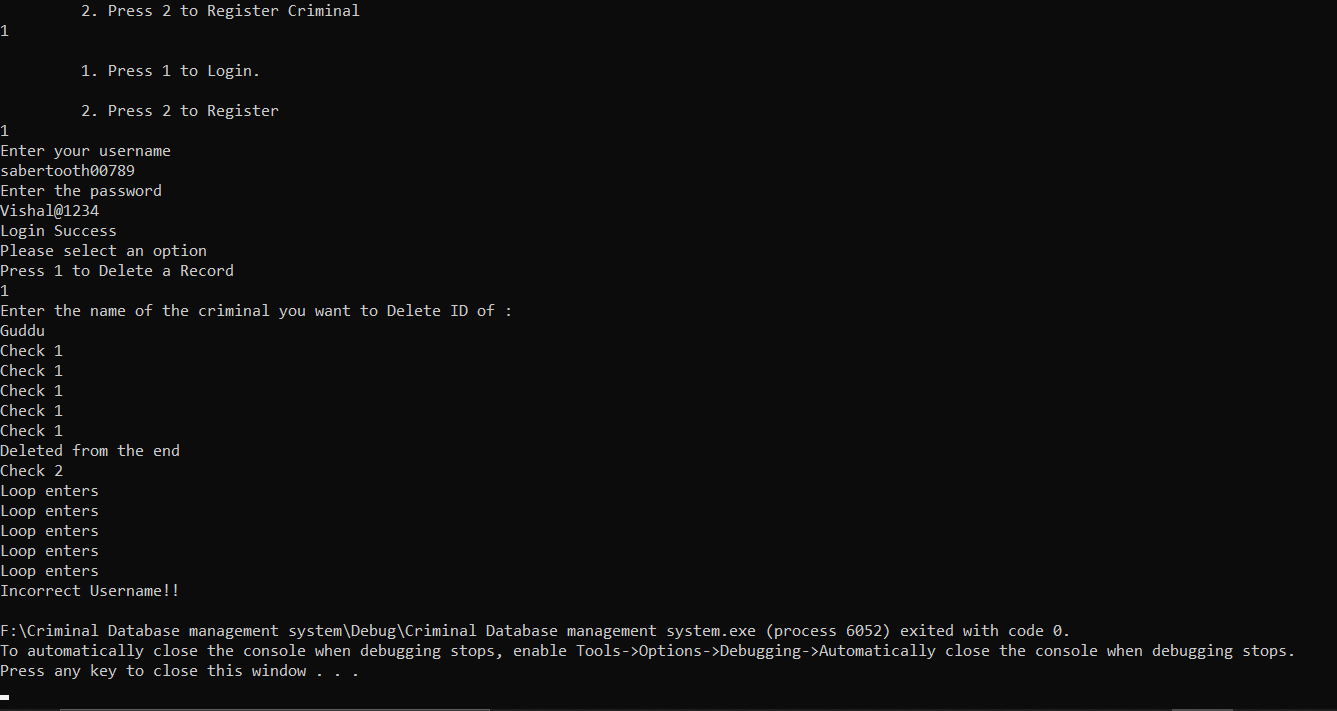 2. Press 2 to Register Criminal
1
1. Press 1 to Login.
2. Press 2 to Register
1
Enter your username
sabertooth00789
Enter the password
Vishal@1234
Login Success
Please select an option
Press 1 to Delete a Record
1
Enter the name of the criminal you want to Delete ID of :
Guddu
Check 1
Check 1
Check 1
Check 1
Check 1
Deleted from the end
Check 2
Loop enters
Loop enters
Loop enters
Loop enters
Loop enters
Incorrect Username!!
F:\Criminal Database management system\Debug\Criminal Database management system.exe (process 6052) exited with code 0.
To automatically close the console when debugging stops, enable Tools->Options->Debugging->Automatically close the console when debugging stops.
Press any key to close this window . . .